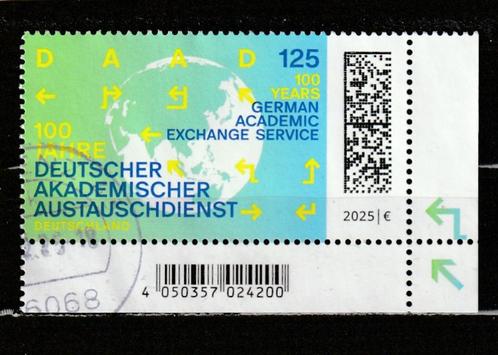 D A A D
125
100
YEARS
GERMAN
ACADEMIC
EXCHANGE SERVICE
100
JAHRE
DEUTSCHER
AKADEMISCHER
AUSTAUSCHDIENST
DEUTSCHLAND
2025 | €
6068
4 050357 024200